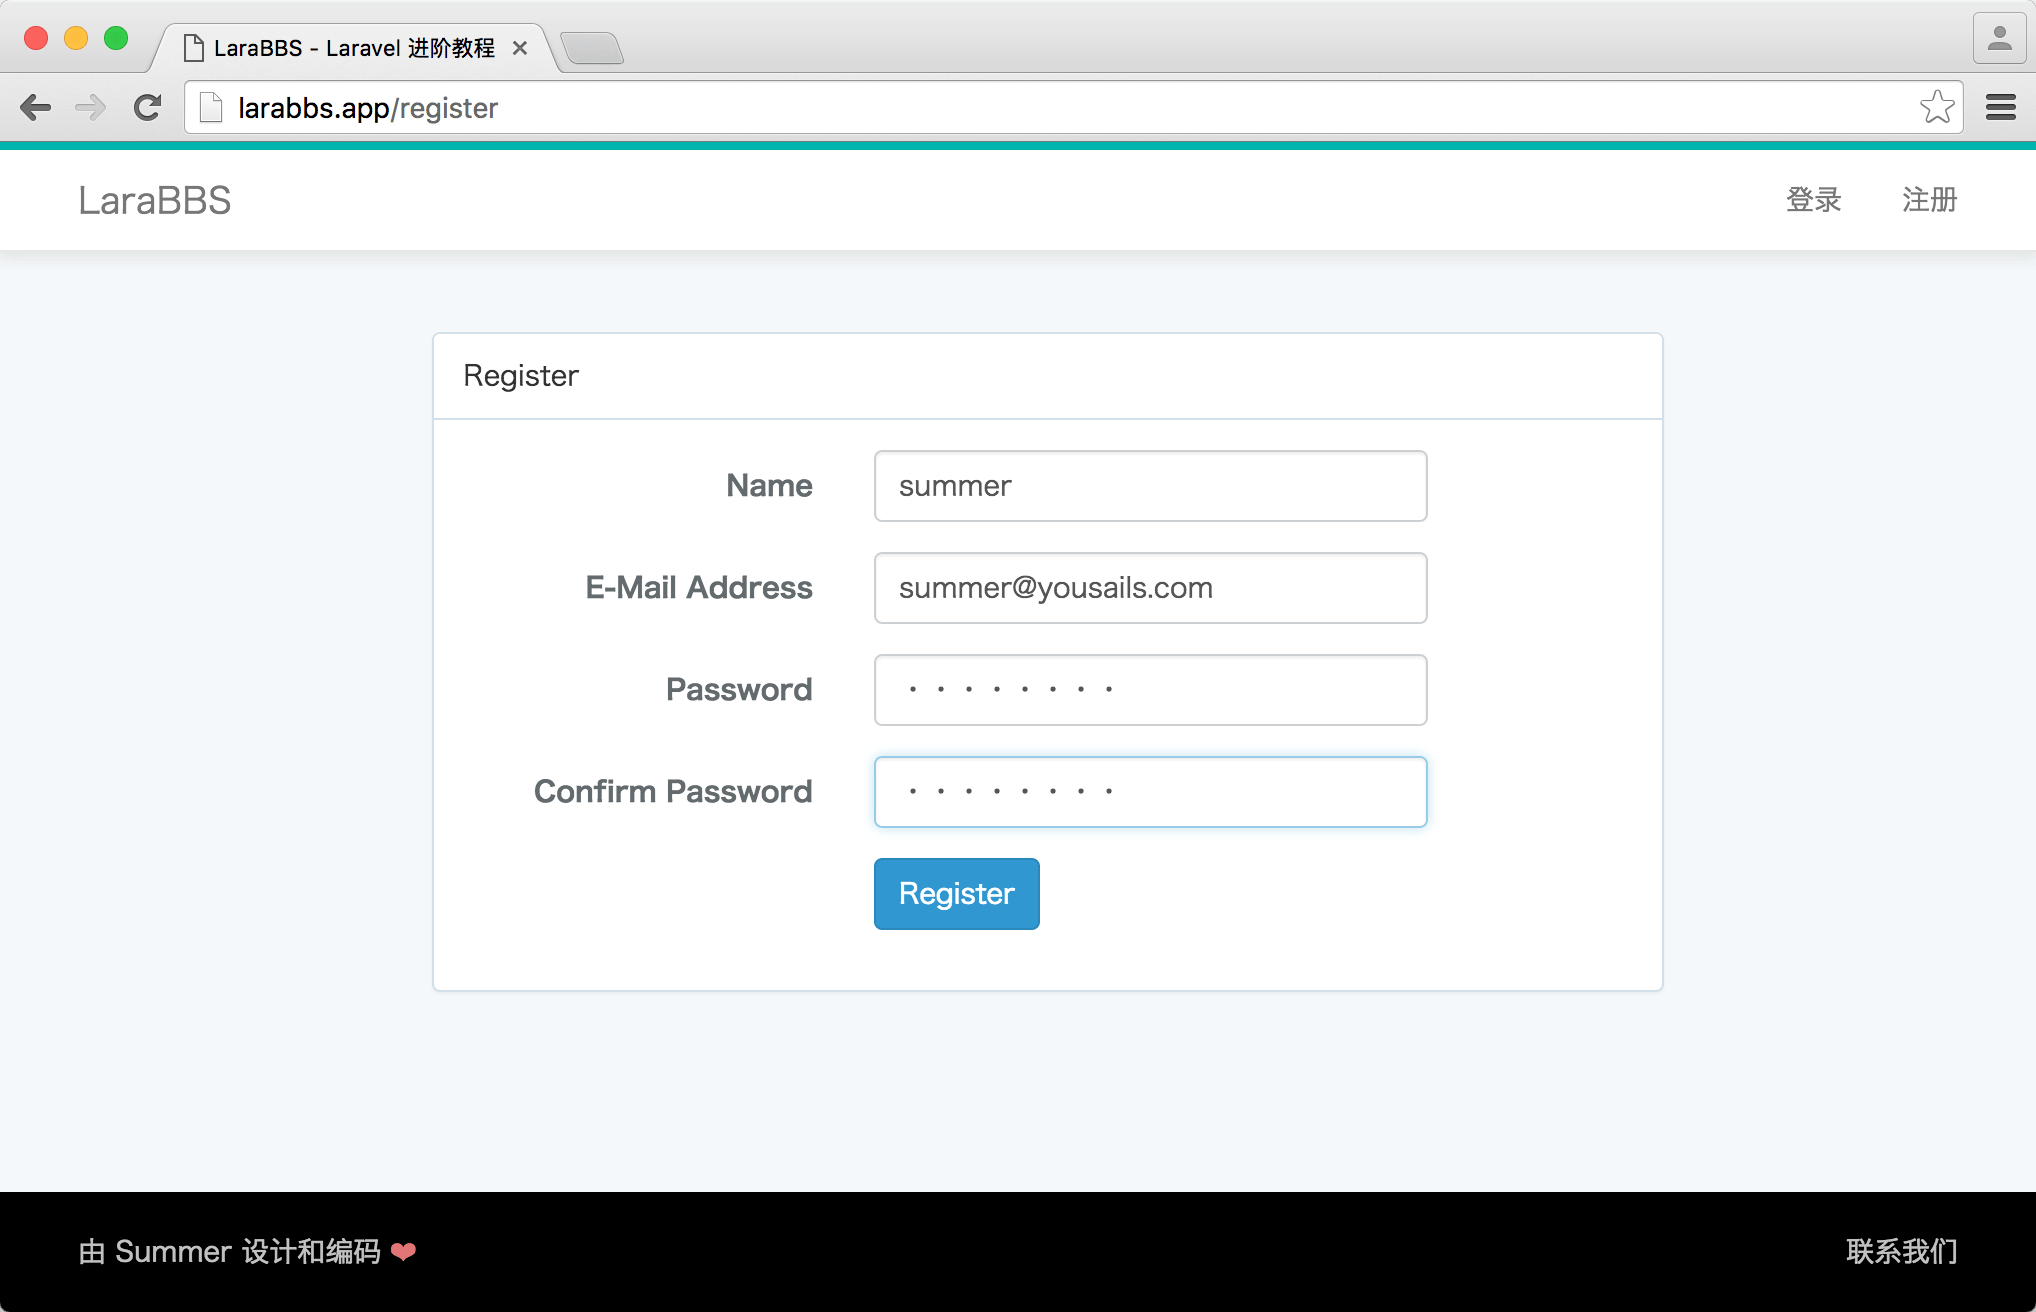 LaraBBS - Laravel 进阶教程
larabbs.app/register
LaraBBS
登录 注册
Register
Name summer
E-Mail Address summer@yousails.com
Password ········
Confirm Password ········
Register
由 Summer 设计和编码 ❤ 联系我们